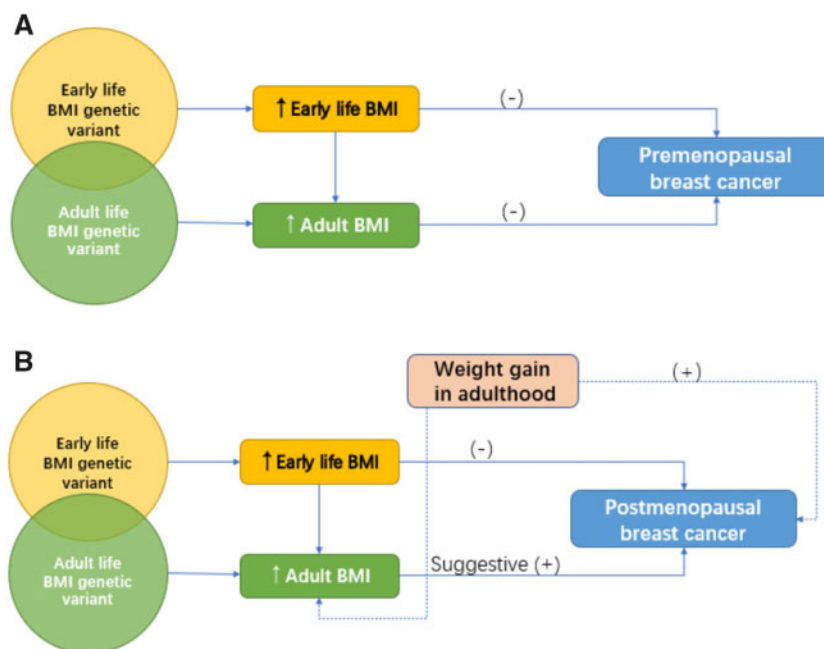 A
Early life
BMI genetic
variant
↑ Early life BMI
(-)
Premenopausal
breast cancer
Adult life
BMI genetic
variant
↑ Adult BMI
(-)
B
Weight gain
in adulthood
(+)
Early life
BMI genetic
variant
↑ Early life BMI
(-)
Postmenopausal
breast cancer
Adult life
BMI genetic
variant
↑ Adult BMI
Suggestive (+)